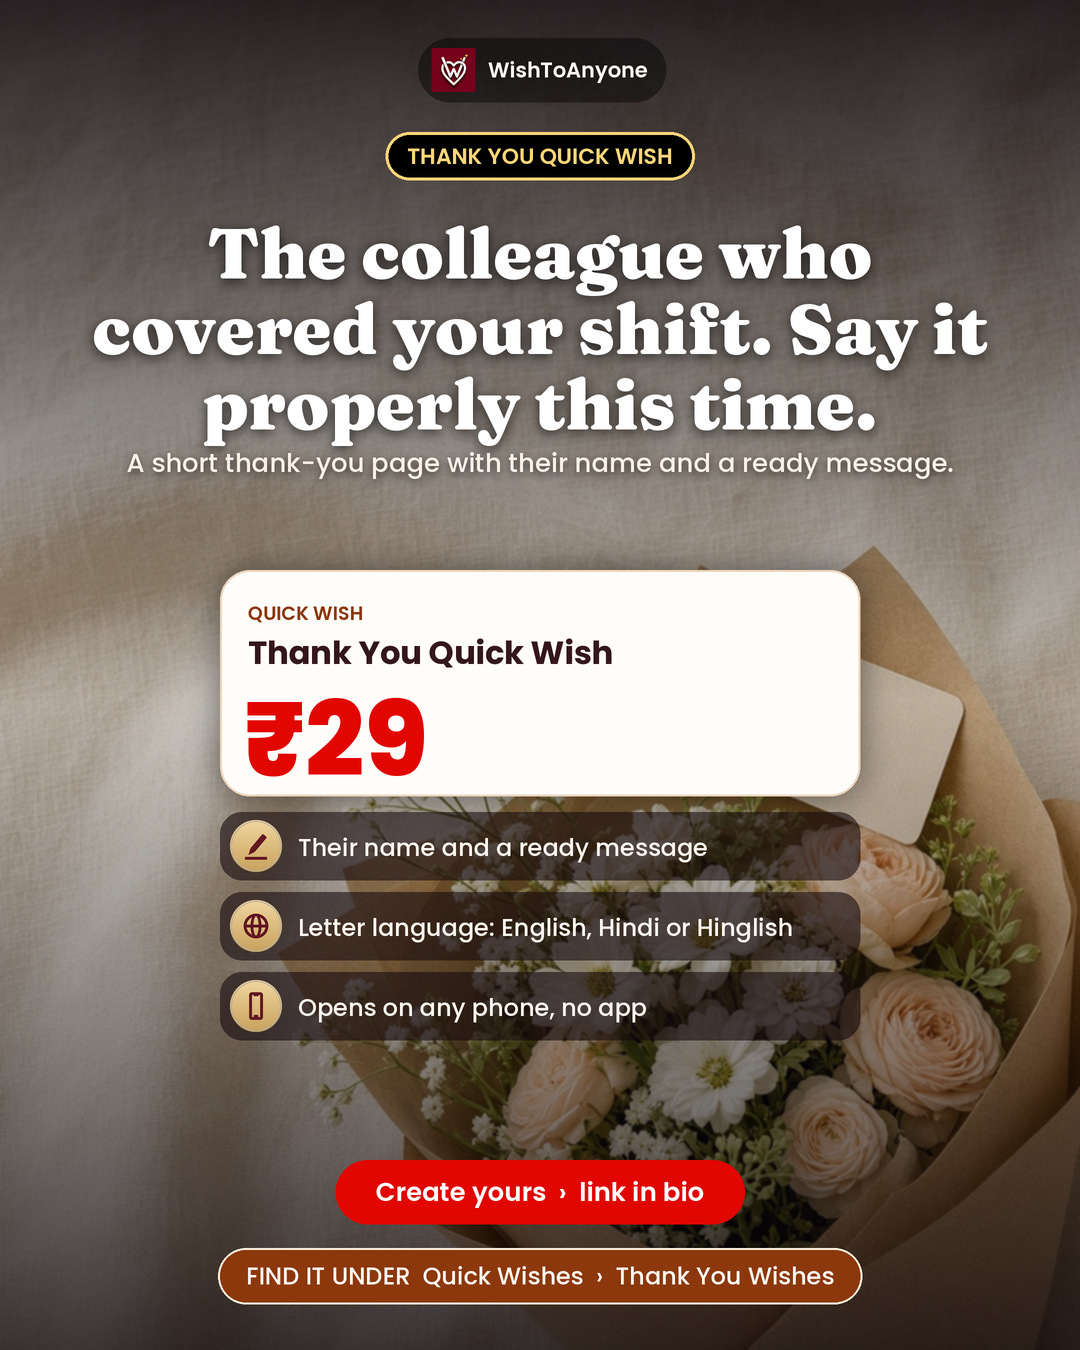 WishToAnyone
THANK YOU QUICK WISH
The colleague who
covered your shift. Say it
properly this time.
A short thank-you page with their name and a ready message.
QUICK WISH
Thank You Quick Wish
₹29
Their name and a ready message
Letter language: English, Hindi or Hinglish
Opens on any phone, no app
Create yours › link in bio
FIND IT UNDER Quick Wishes › Thank You Wishes